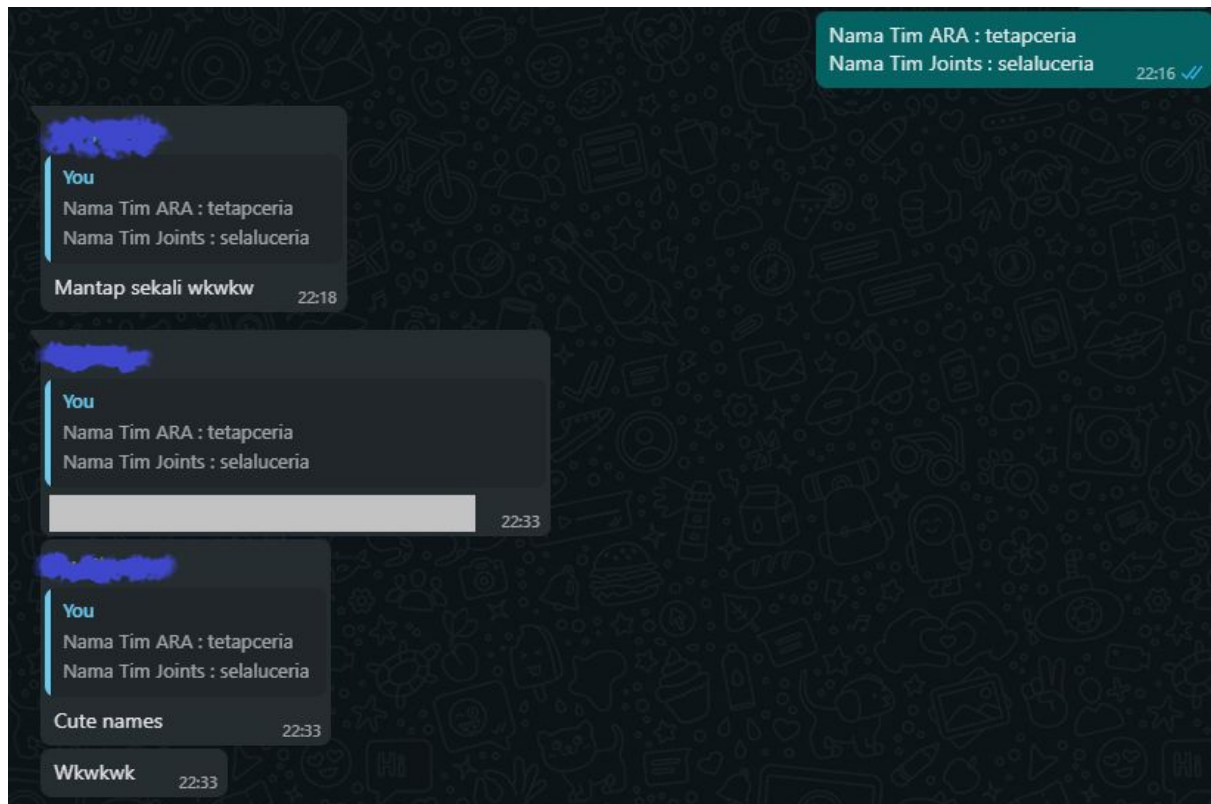 Nama Tim ARA : tetapceria
Nama Tim Joints : selaluceria
22:16
You
Nama Tim ARA : tetapceria
Nama Tim Joints : selaluceria
Mantap sekali wkwkw
22:18
You
Nama Tim ARA : tetapceria
Nama Tim Joints : selaluceria
22:33
You
Nama Tim ARA : tetapceria
Nama Tim Joints : selaluceria
Cute names
22:33
Wkwkwk
22:33